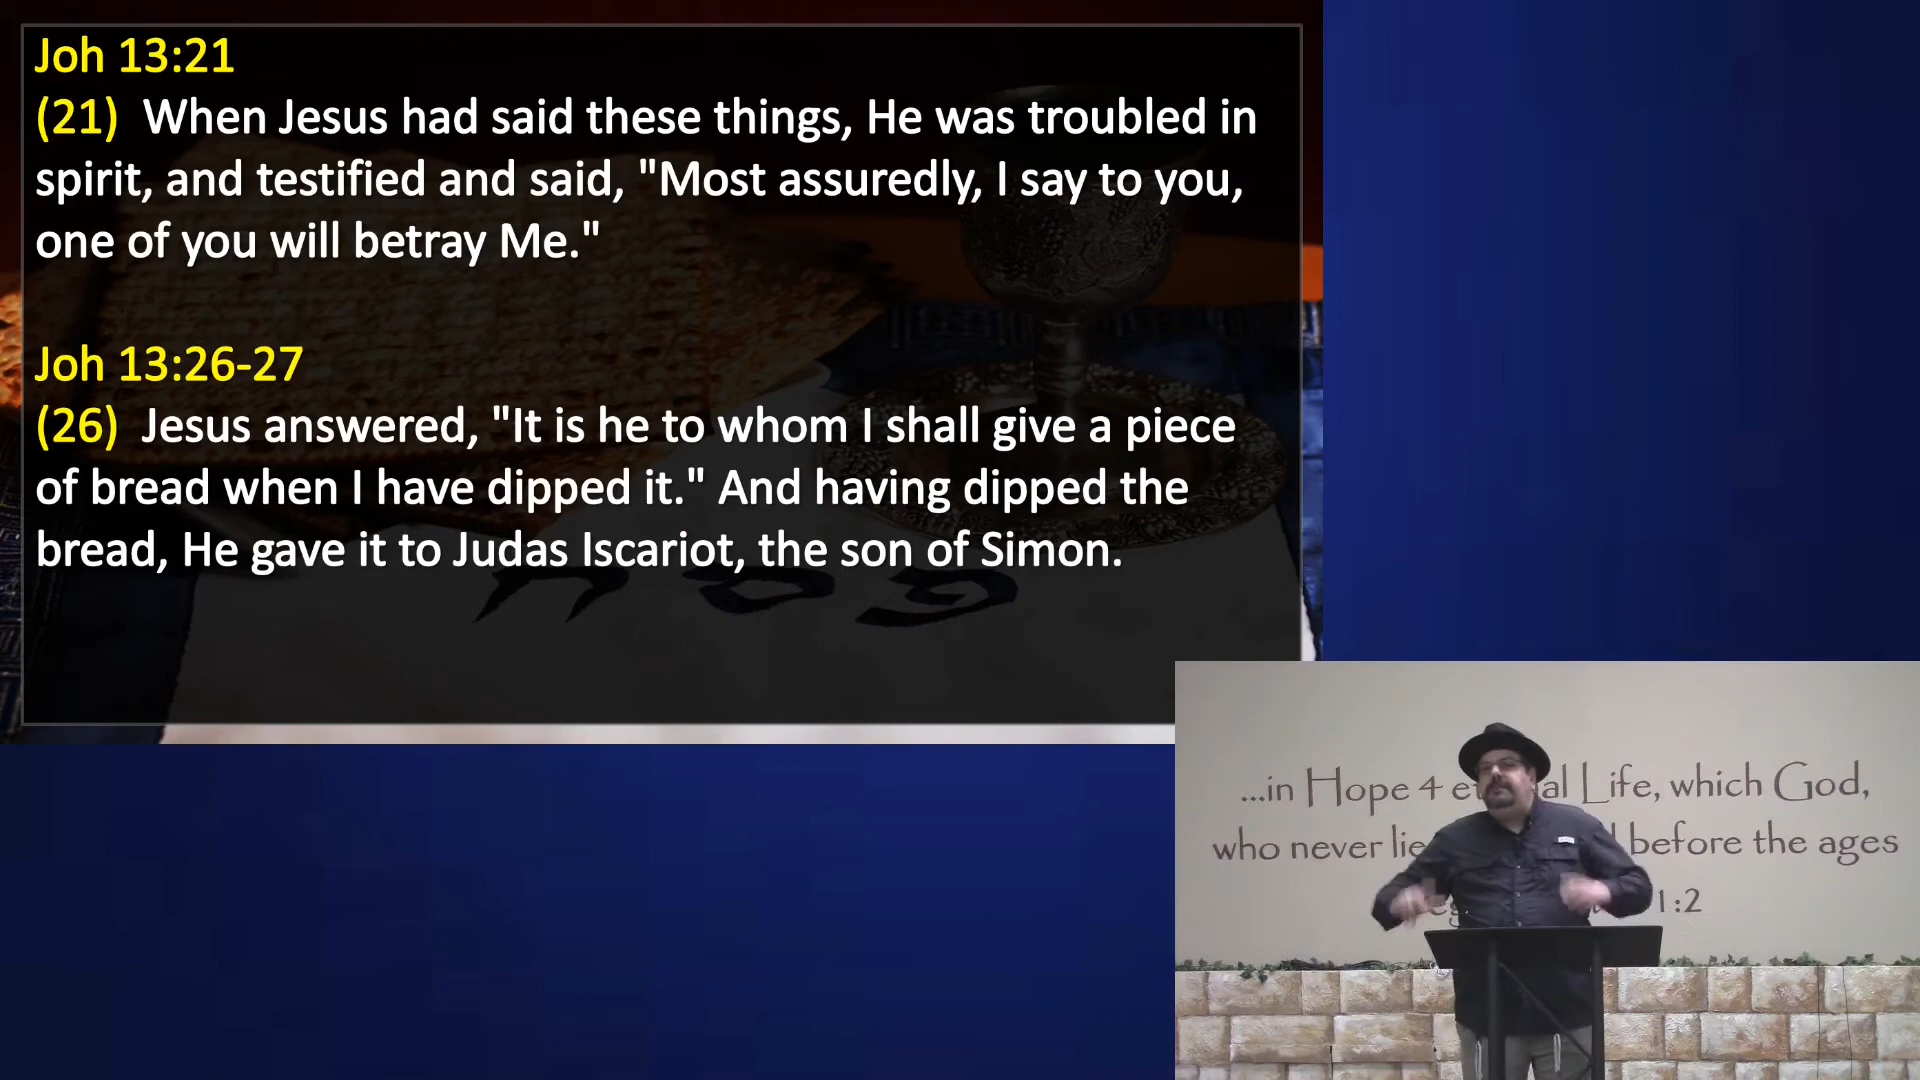 Joh 13:21
(21) When Jesus had said these things, He was troubled in
spirit, and testified and said, "Most assuredly, I say to you,
one of you will betray Me."
Joh 13:26-27
(26) Jesus answered, "It is he to whom I shall give a piece
of bread when I have dipped it." And having dipped the
bread, He gave it to Judas Iscariot, the son of Simon.
פסח
...in Hope 4 Life, which God,
who never before the ages
1:2